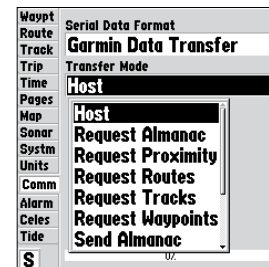 Waypt
Route
Track
Trip
Time
Pages
Map
Sonar
Systm
Units
Comm
Alarm
Celes
Tide
S
Serial Data Format
Garmin Data Transfer
Transfer Mode
Host
Host
Request Almanac
Request Proximity
Request Routes
Request Tracks
Request Waypoints
Send Almanac
0%